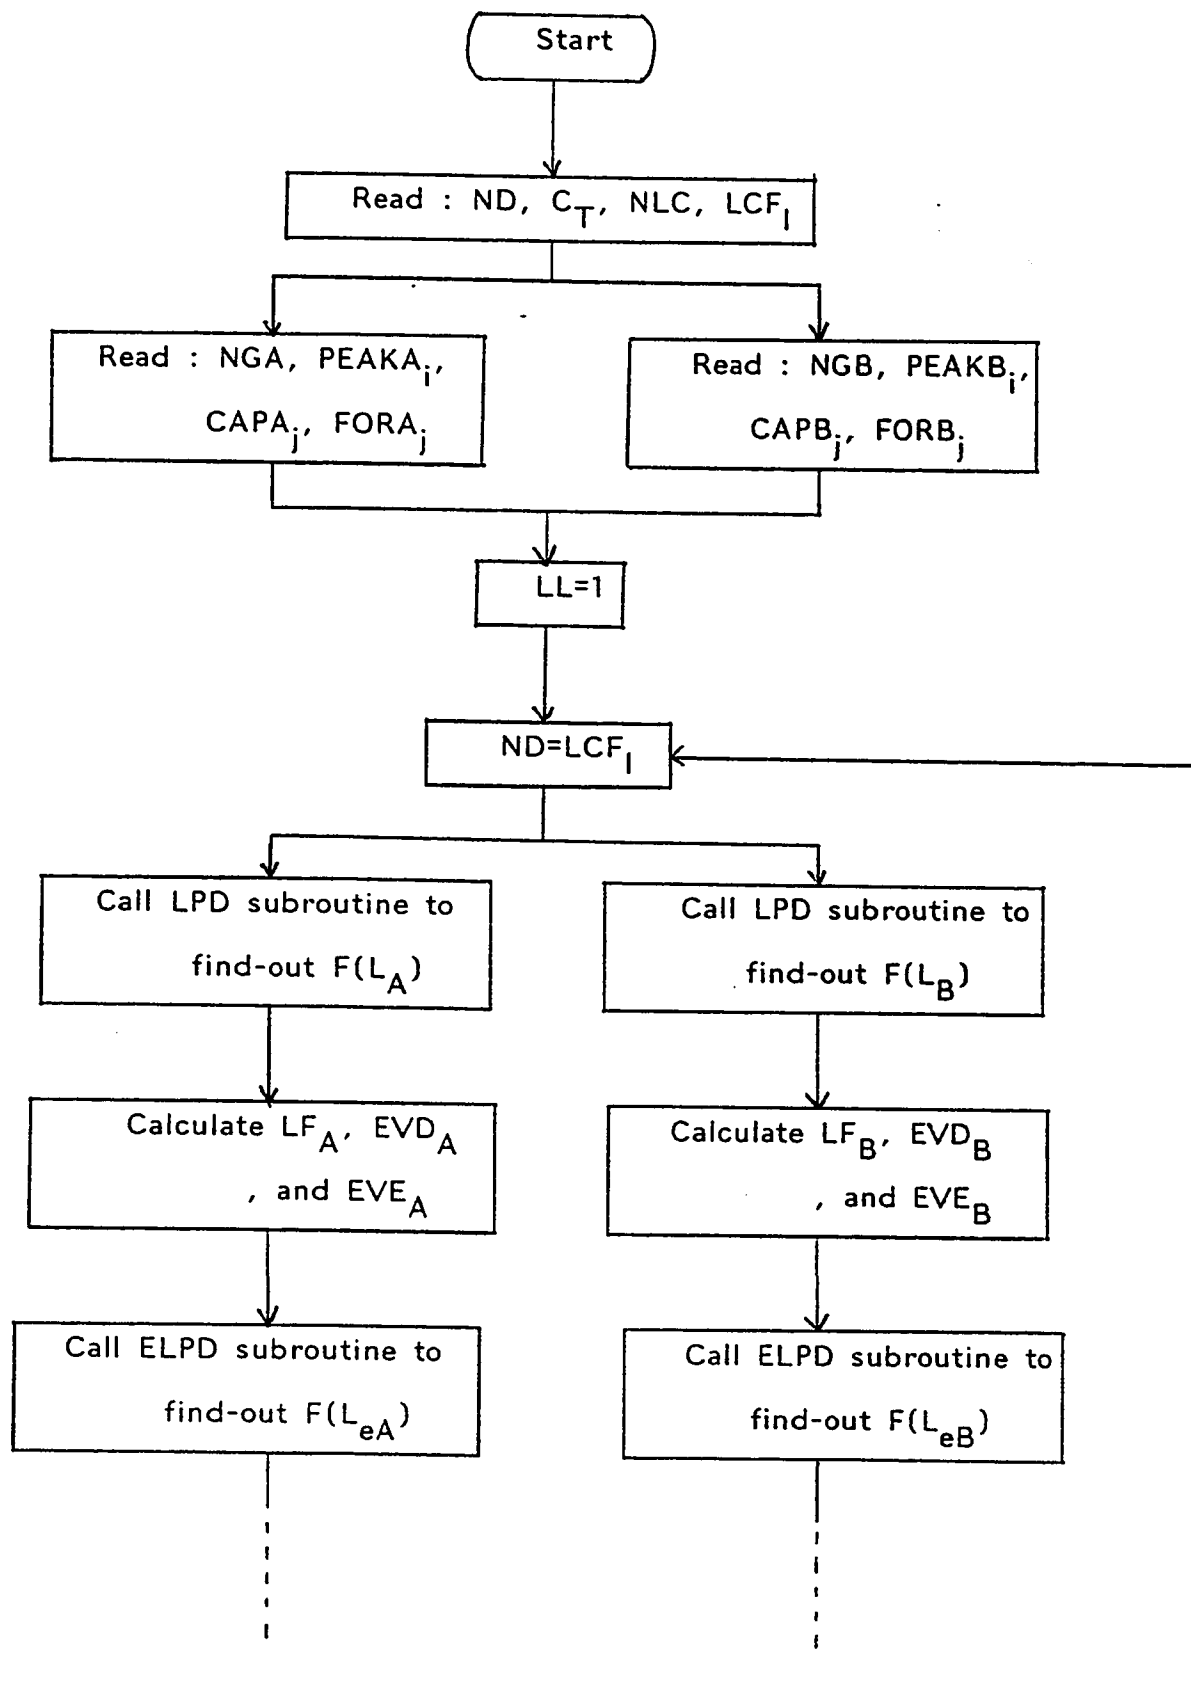 Start
Read : ND, C_T, NLC, LCF_l
Read : NGA, PEAKA_i,
CAPA_j, FORA_j
Read : NGB, PEAKB_i,
CAPB_j, FORB_j
LL=1
ND=LCF_l
Call LPD subroutine to
find-out F(L_A)
Call LPD subroutine to
find-out F(L_B)
Calculate LF_A, EVD_A
, and EVE_A
Calculate LF_B, EVD_B
, and EVE_B
Call ELPD subroutine to
find-out F(L_eA)
Call ELPD subroutine to
find-out F(L_eB)